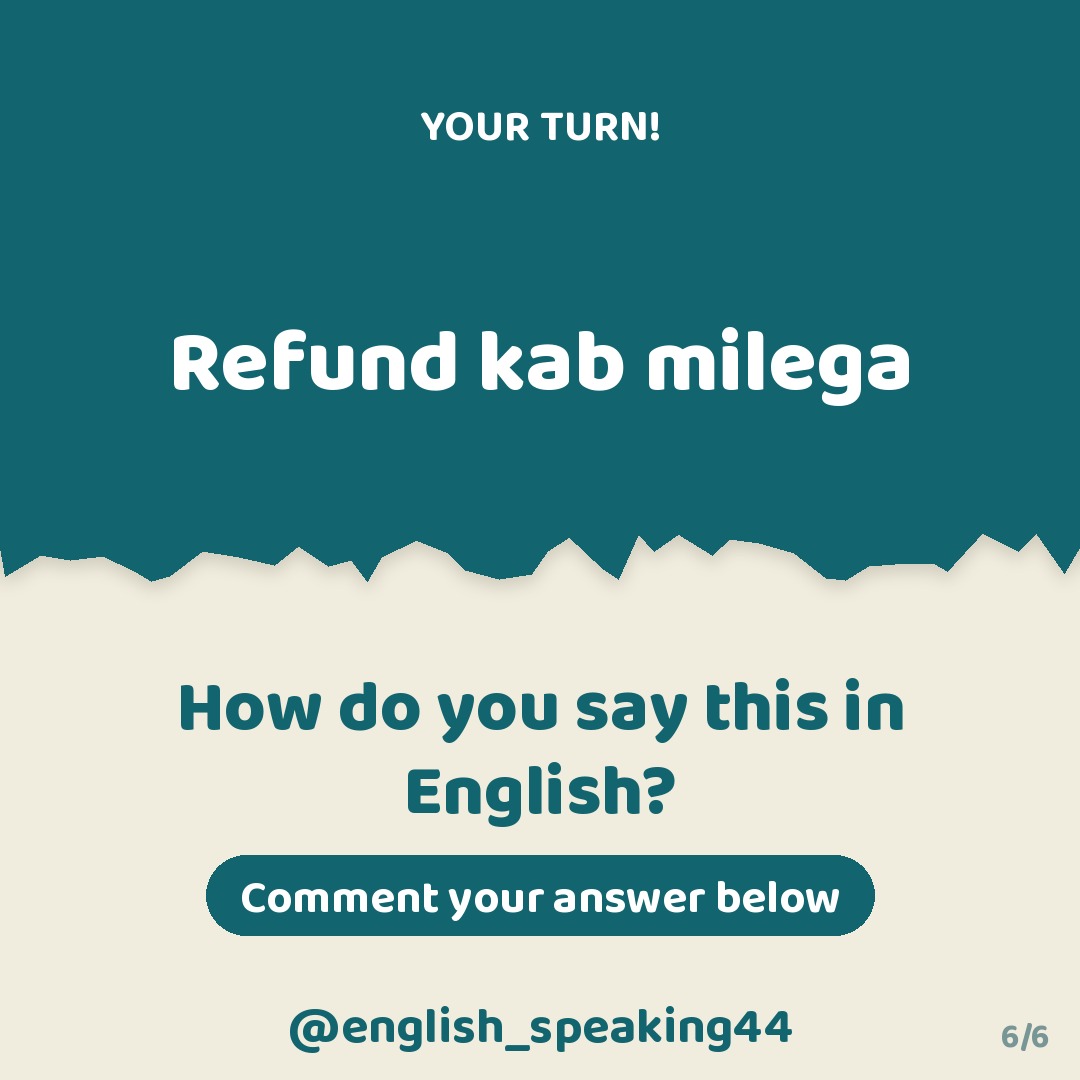 YOUR TURN!
Refund kab milega
How do you say this in
English?
Comment your answer below
@english_speaking44
6/6